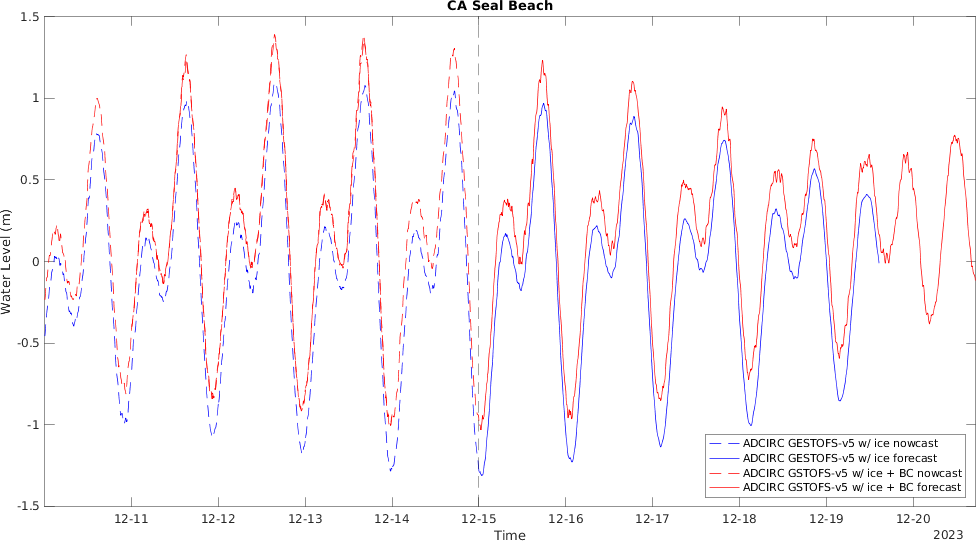 CA Seal Beach
1.5
1
0.5
0
-0.5
-1
-1.5
Water Level (m)
12-11 12-12 12-13 12-14 12-15 12-16 12-17 12-18 12-19 12-20
Time
2023
ADCIRC GESTOFS-v5 w/ ice nowcast
ADCIRC GESTOFS-v5 w/ ice forecast
ADCIRC GSTOFS-v5 w/ ice + BC nowcast
ADCIRC GSTOFS-v5 w/ ice + BC forecast